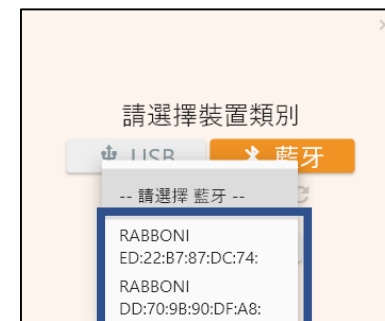 請選擇裝置類別
USB
藍牙
-- 請選擇 藍牙 --
RABBONI
ED:22:B7:87:DC:74:
RABBONI
DD:70:9B:90:DF:A8: